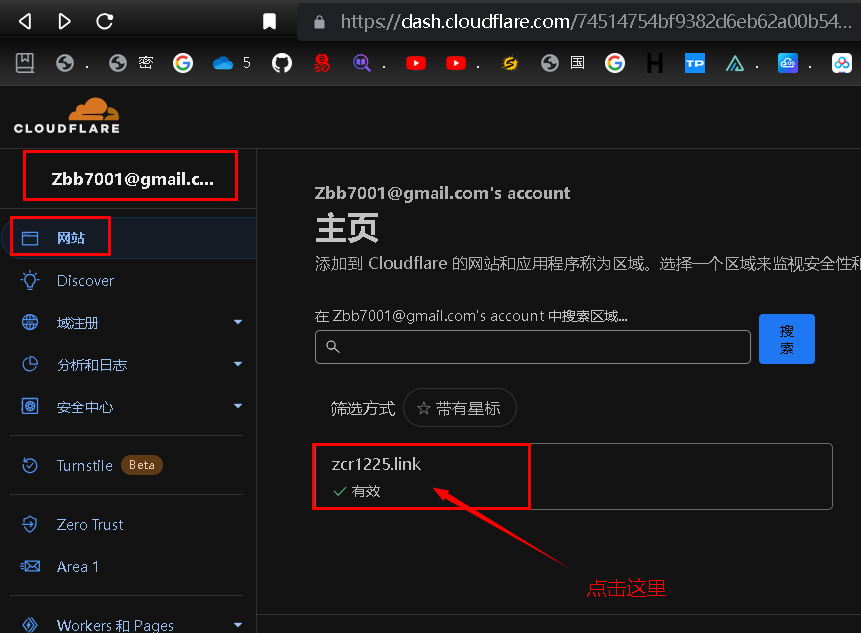 https://dash.cloudflare.com/74514754bf9382d6eb62a00b54...
. 密 5 . . 国 H TP . .
CLOUDFLARE
Zbb7001@gmail.c...
Zbb7001@gmail.com's account
主页
添加到 Cloudflare 的网站和应用程序称为区域。选择一个区域来监视安全性和
网站
Discover
域注册
分析和日志
安全中心
Turnstile Beta
Zero Trust
Area 1
Workers 和 Pages
在 Zbb7001@gmail.com's account 中搜索区域...
搜
索
筛选方式 带有星标
zcr1225.link
有效
点击这里